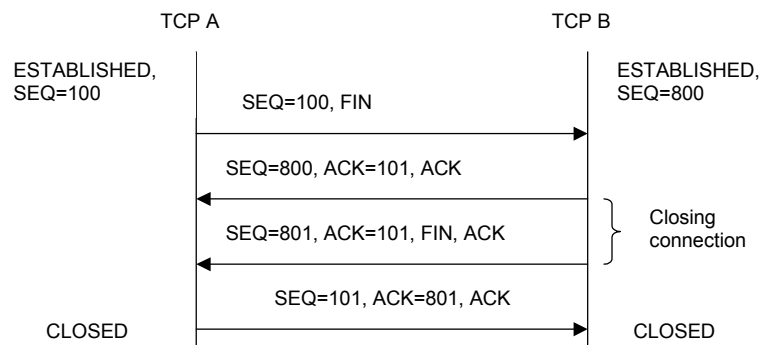 TCP A
TCP B
ESTABLISHED,
SEQ=100
ESTABLISHED,
SEQ=800
SEQ=100, FIN
SEQ=800, ACK=101, ACK
SEQ=801, ACK=101, FIN, ACK
Closing
connection
SEQ=101, ACK=801, ACK
CLOSED
CLOSED